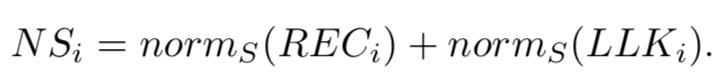 $NS_i = norm_S(REC_i) + norm_S(LLK_i).$